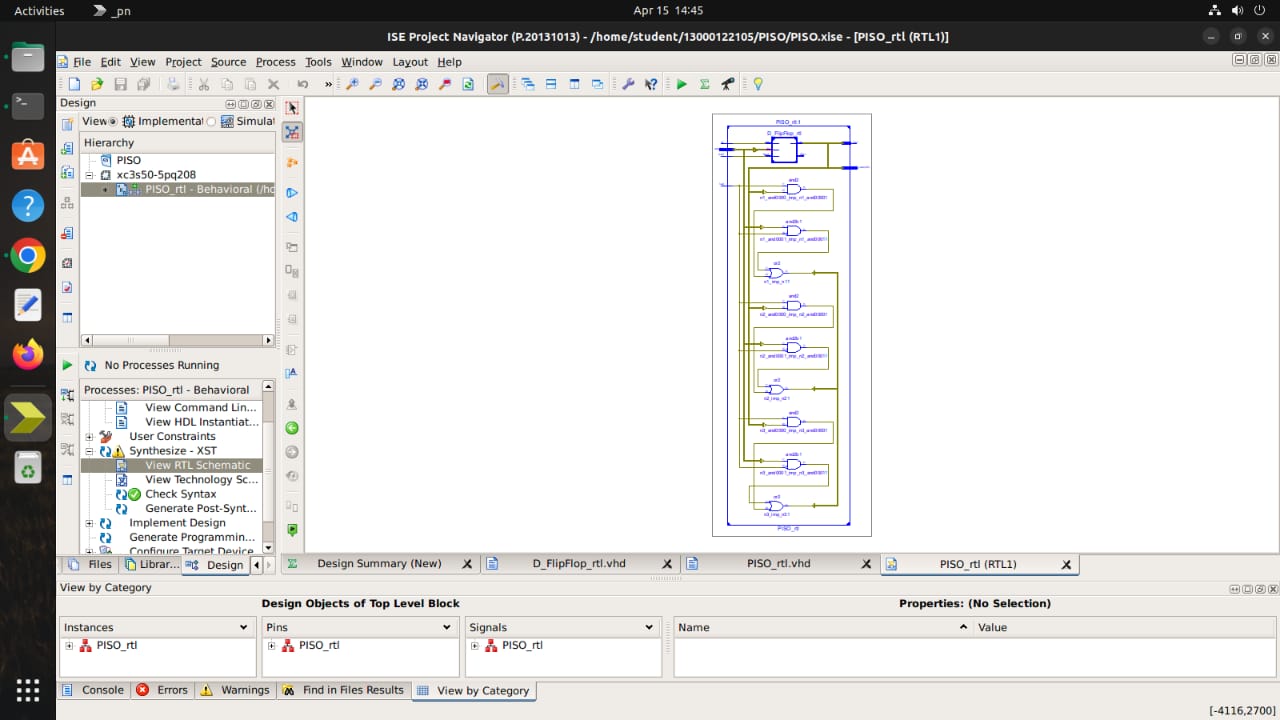 Activities
_pn
Apr 15 14:45
ISE Project Navigator (P.20131013) - /home/student/13000122105/PISO/PISO.xise - [PISO_rtl (RTL1)]
File Edit View Project Source Process Tools Window Layout Help
Design
View: Implementat Simulat
Hierarchy
PISO
xc3s50-5pq208
PISO_rtl - Behavioral (/ho
No Processes Running
Processes: PISO_rtl - Behavioral
View Command Lin...
View HDL Instantiat...
User Constraints
Synthesize - XST
View RTL Schematic
View Technology Sc...
Check Syntax
Generate Post-Synt...
Implement Design
Generate Programmin...
Configure Target Device
Files Librar... Design
PISO_rtl:1
D_FlipFlop_rtl
and2
and2b1
or2
and2
and2b1
or2
and2
and2b1
or2
PISO_rtl
Design Summary (New) D_FlipFlop_rtl.vhd PISO_rtl.vhd PISO_rtl (RTL1)
View by Category
Design Objects of Top Level Block
Properties: (No Selection)
Instances Pins Signals Name Value
PISO_rtl PISO_rtl PISO_rtl
Console Errors Warnings Find in Files Results View by Category
[-4116,2700]